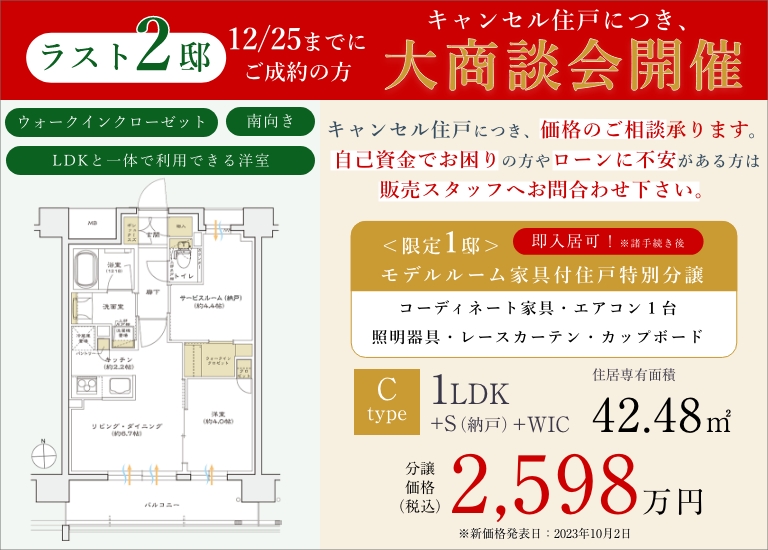 ラスト2邸
12/25までに
ご成約の方
キャンセル住戸につき、
大商談会開催
ウォークインクローゼット
南向き
LDKと一体で利用できる洋室
キャンセル住戸につき、価格のご相談承ります。
自己資金でお困りの方やローンに不安がある方は
販売スタッフへお問合わせ下さい。
<限定1邸>
即入居可!※諸手続き後
モデルルーム家具付住戸特別分譲
コーディネート家具・エアコン1台
照明器具・レースカーテン・カップボード
C
type
1LDK
+S(納戸)+WIC
住居専有面積
42.48㎡
分譲
価格
(税込)
2,598万円
※新価格発表日:2023年10月2日
MB
玄関
物入
トイレ
浴室
(1218)
廊下
洗面室
サービスルーム(納戸)
(約4.4帖)
冷蔵庫
置場
洗濯機
置場
パントリー
キッチン
(約2.2帖)
ウォークイン
クロゼット
リビング・ダイニング
(約6.7帖)
洋室
(約4.0帖)
N
バルコニー